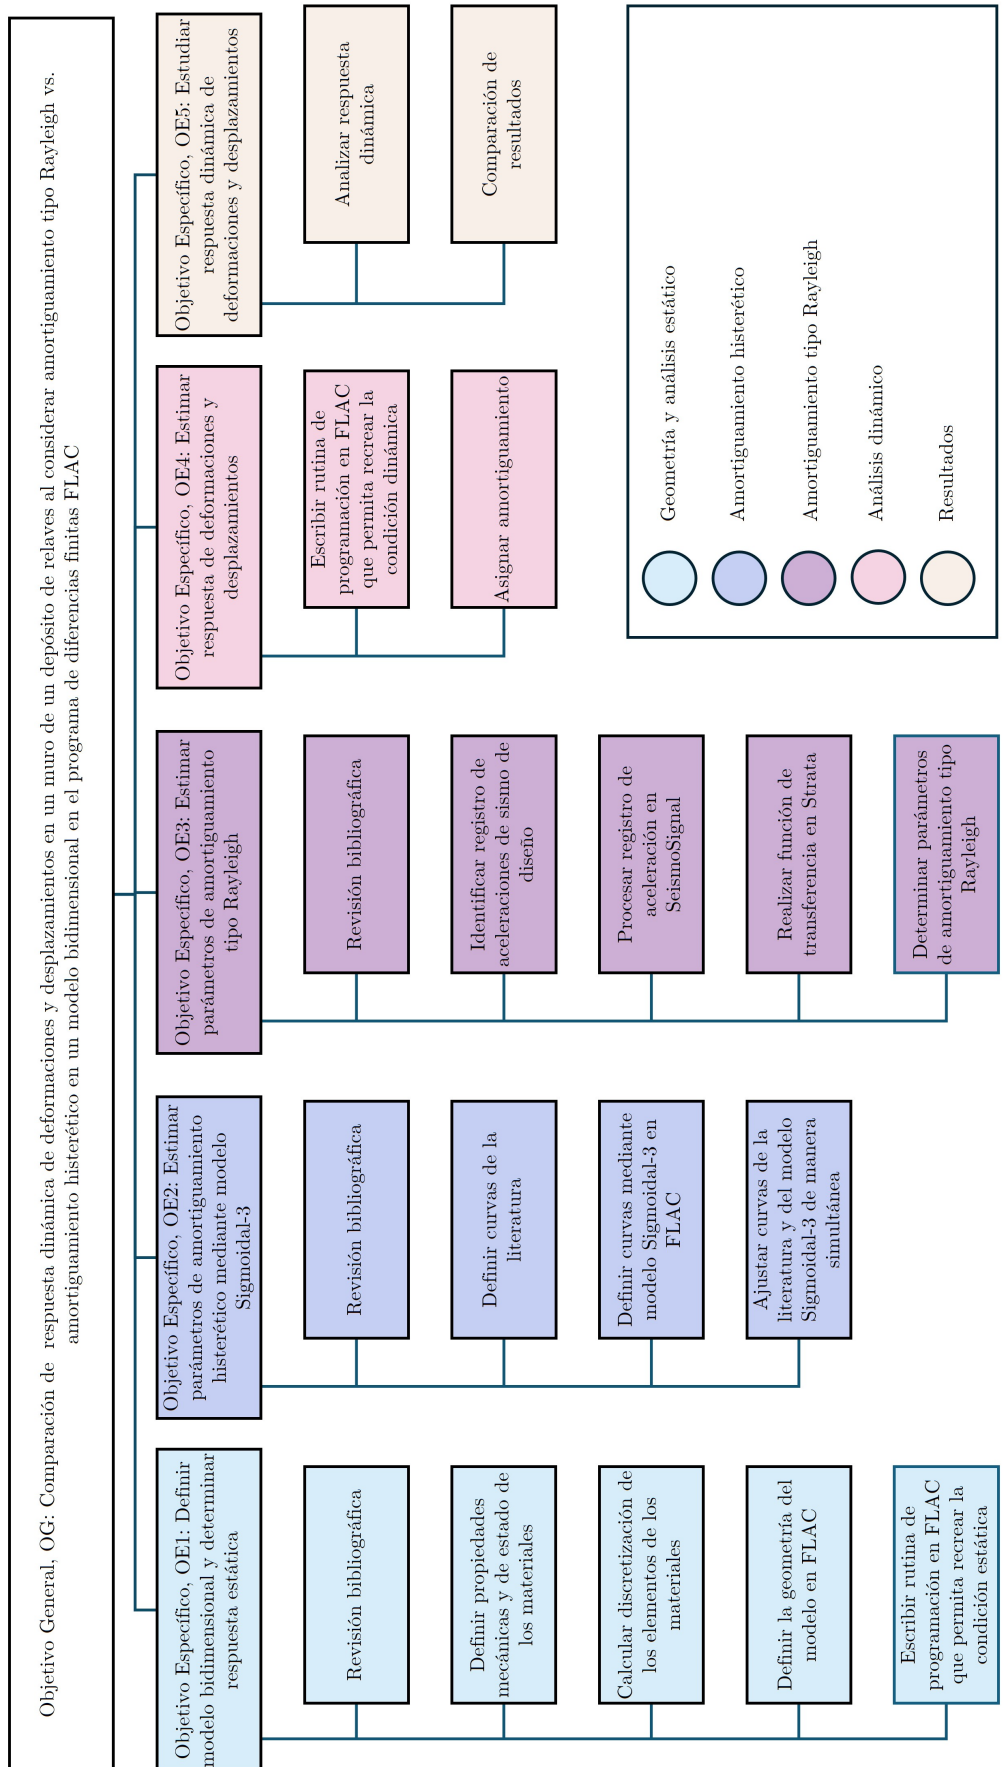 Objetivo General, OG: Comparación de respuesta dinámica de deformaciones y desplazamientos en un muro de un depósito de relaves al considerar amortiguamiento tipo Rayleigh vs.
amortiguamiento histerético en un modelo bidimensional en el programa de diferencias finitas FLAC
Objetivo Específico, OE1: Definir
modelo bidimensional y determinar
respuesta estática
Revisión bibliográfica
Definir propiedades
mecánicas y de estado de
los materiales
Calcular discretización de
los elementos de los
materiales
Definir la geometría del
modelo en FLAC
Escribir rutina de
programación en FLAC
que permita recrear la
condición estática
Objetivo Específico, OE2: Estimar
parámetros de amortiguamiento
histerético mediante modelo
Sigmoidal-3
Revisión bibliográfica
Definir curvas de la
literatura
Definir curvas mediante
modelo Sigmoidal-3 en
FLAC
Ajustar curvas de la
literatura y del modelo
Sigmoidal-3 de manera
simultánea
Objetivo Específico, OE3: Estimar
parámetros de amortiguamiento
tipo Rayleigh
Revisión bibliográfica
Identificar registro de
aceleraciones de sismo de
diseño
Procesar registro de
aceleración en
SeismoSignal
Realizar función de
transferencia en Strata
Determinar parámetros
de amortiguamiento tipo
Rayleigh
Objetivo Específico, OE4: Estimar
respuesta de deformaciones y
desplazamientos
Escribir rutina de
programación en FLAC
que permita recrear la
condición dinámica
Asignar amortiguamiento
Objetivo Específico, OE5: Estudiar
respuesta dinámica de
deformaciones y desplazamientos
Analizar respuesta
dinámica
Comparación de
resultados
Geometría y análisis estático
Amortiguamiento histerético
Amortiguamiento tipo Rayleigh
Análisis dinámico
Resultados